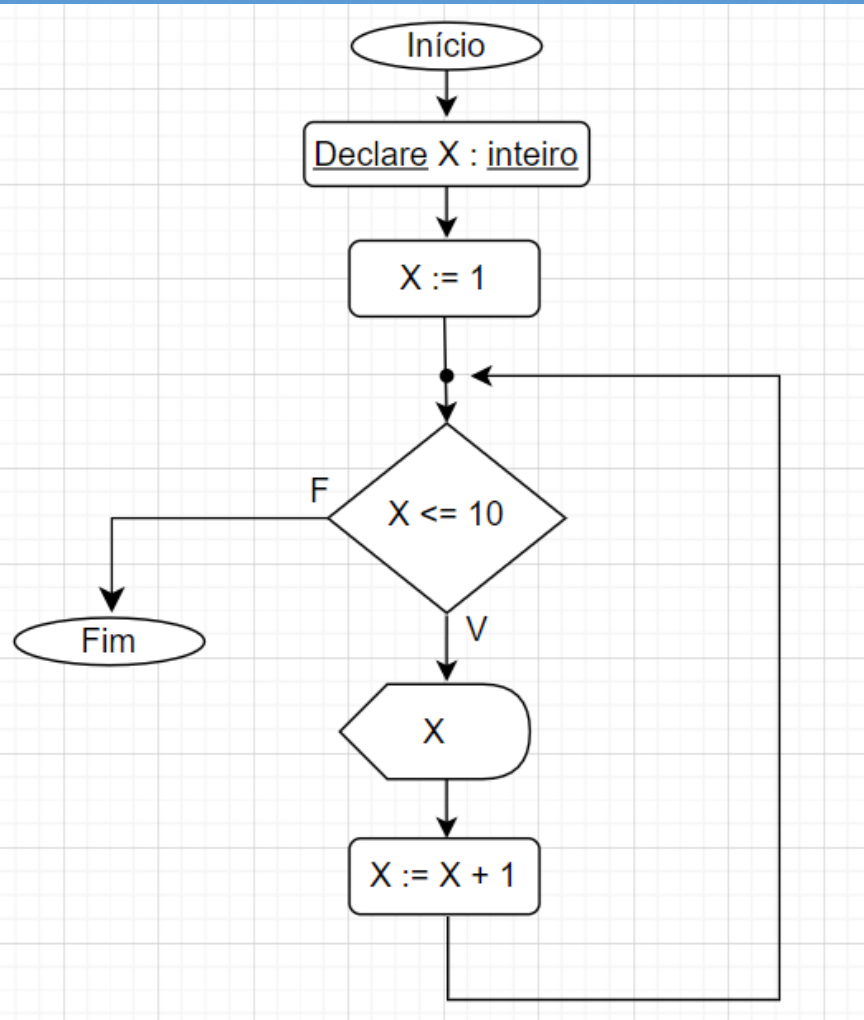 Início
Declare X : inteiro
X := 1
F
X <= 10
Fim
V
X
X := X + 1